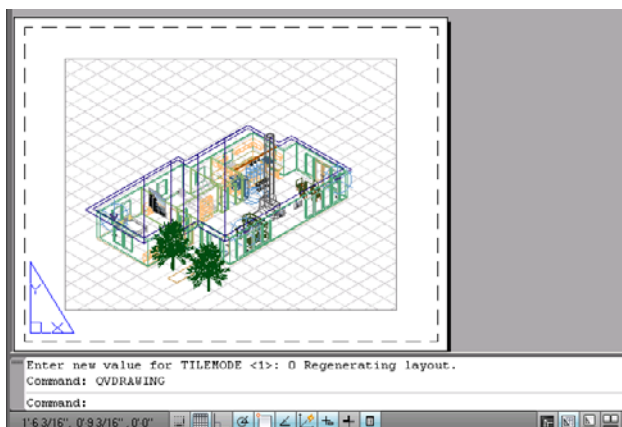 Y
X
Enter new value for TILEMODE <1>: 0 Regenerating layout.
Command: QVDRAWING
Command:
1'6 3/16", 0'9 3/16" , 0'0"